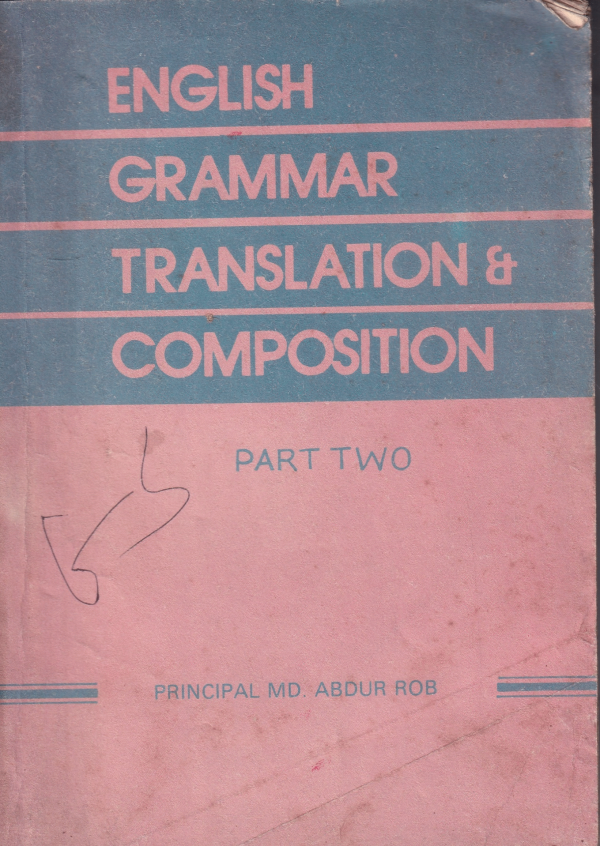 ENGLISH
GRAMMAR
TRANSLATION &
COMPOSITION
PART TWO
PRINCIPAL MD. ABDUR ROB